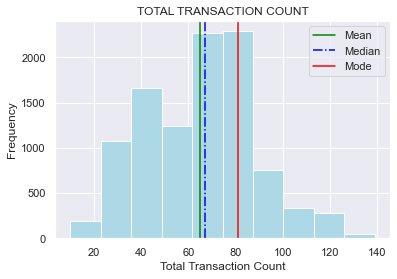 TOTAL TRANSACTION COUNT
Mean
Median
Mode
2000
1500
1000
500
0
Frequency
20 40 60 80 100 120 140
Total Transaction Count